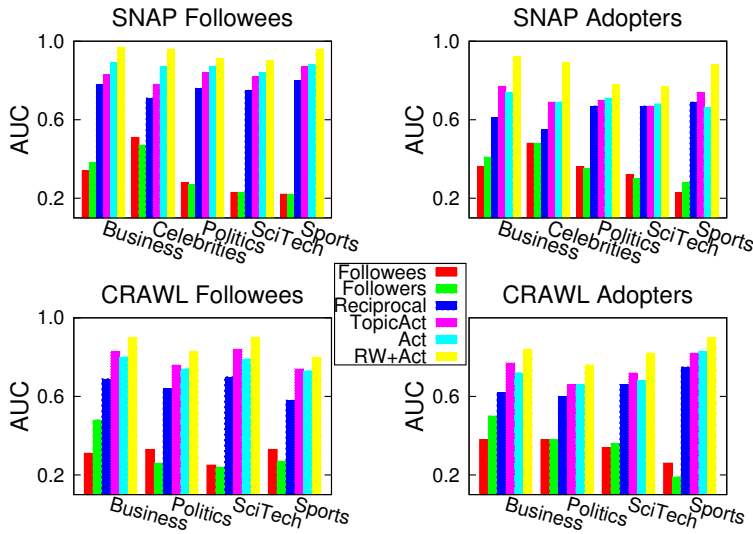 SNAP Followees
SNAP Adopters
AUC
1.0
0.6
0.2
Business
Celebrities
Politics
SciTech
Sports
AUC
1.0
0.6
0.2
Business
Celebrities
Politics
SciTech
Sports
Followees
Followers
Reciprocal
TopicAct
Act
RW+Act
CRAWL Followees
CRAWL Adopters
AUC
1.0
0.6
0.2
Business
Politics
SciTech
Sports
AUC
1.0
0.6
0.2
Business
Politics
SciTech
Sports